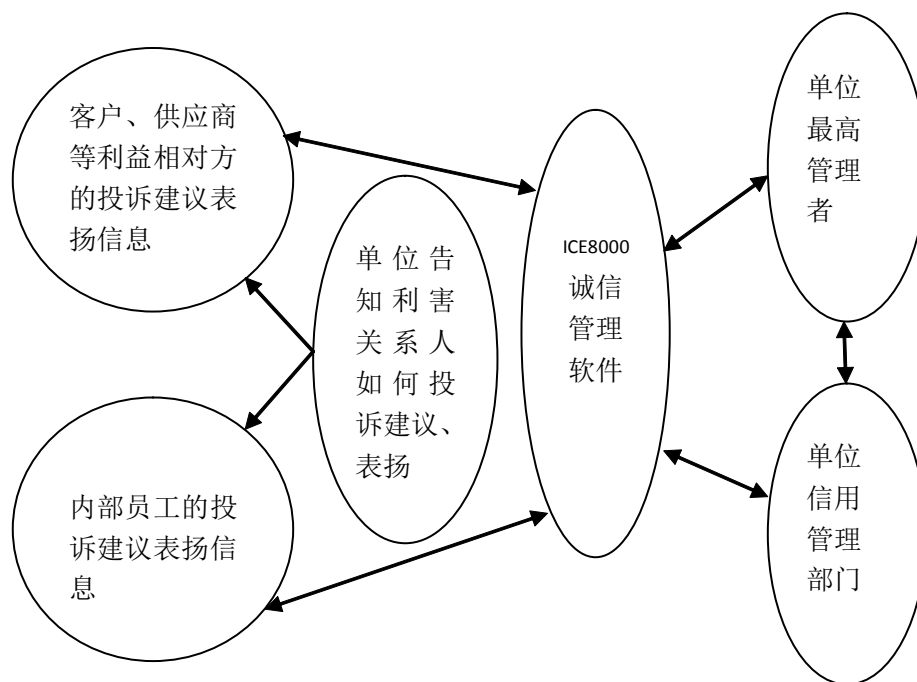 客户、供应商
等利益相对方
的投诉建议表
扬信息
单位告
知利害
关系人
如何投
诉建议、
表扬
ICE8000
诚信
管理
软件
单位
最高
管理
者
内部员工的投
诉建议表扬信
息
单位
信用
管理
部门